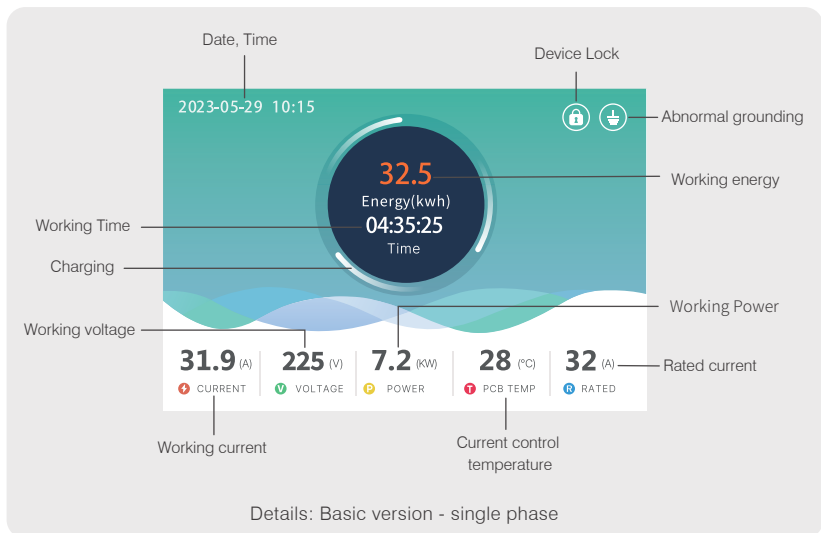 Date, Time
Device Lock
2023-05-29 10:15
Abnormal grounding
32.5
Working energy
Energy(kwh)
Working Time
04:35:25
Time
Charging
Working Power
Working voltage
31.9 (A)
225 (V)
7.2 (KW)
28 (°C)
32 (A)
Rated current
CURRENT
V VOLTAGE
P POWER
T PCB TEMP
R RATED
Working current
Current control
temperature
Details: Basic version - single phase